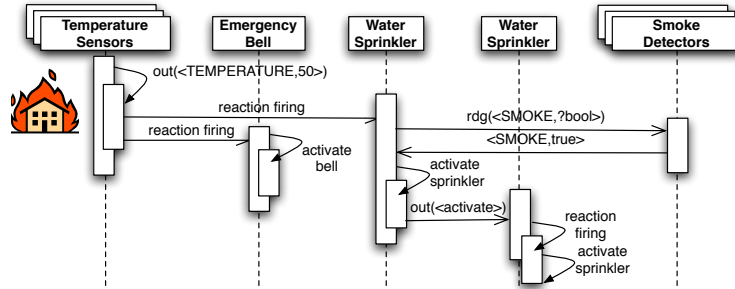 Temperature
Sensors
Emergency
Bell
Water
Sprinkler
Water
Sprinkler
Smoke
Detectors
out(<TEMPERATURE,50>)
reaction firing
rdg(<SMOKE,?bool>)
reaction firing
<SMOKE,true>
activate
bell
activate
sprinkler
out(<activate>)
reaction
firing
activate
sprinkler